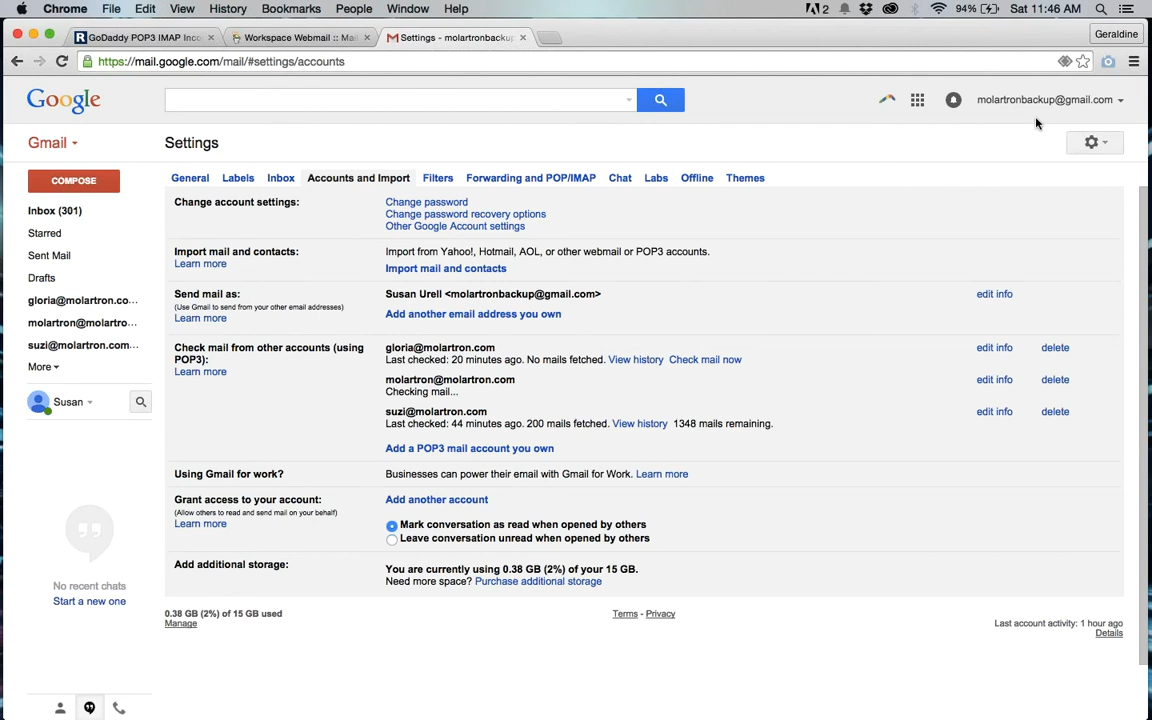 Chrome File Edit View History Bookmarks People Window Help 2 94% Sat 11:46 AM
GoDaddy POP3 IMAP Inco × Workspace Webmail :: Mai × Settings - molartronbackup × Geraldine
https://mail.google.com/mail/#settings/accounts
Google molartronbackup@gmail.com
Gmail Settings
COMPOSE
Inbox (301)
Starred
Sent Mail
Drafts
gloria@molartron.co...
molartron@molartro...
suzi@molartron.com...
More
Susan
No recent chats
Start a new one
General Labels Inbox Accounts and Import Filters Forwarding and POP/IMAP Chat Labs Offline Themes
Change account settings: Change password
Change password recovery options
Other Google Account settings
Import mail and contacts: Import from Yahoo!, Hotmail, AOL, or other webmail or POP3 accounts.
Learn more Import mail and contacts
Send mail as: Susan Urell <molartronbackup@gmail.com> edit info
(Use Gmail to send from your other email addresses)
Learn more Add another email address you own
Check mail from other accounts (using POP3): gloria@molartron.com edit info delete
Last checked: 20 minutes ago. No mails fetched. View history Check mail now
Learn more
molartron@molartron.com edit info delete
Checking mail...
suzi@molartron.com edit info delete
Last checked: 44 minutes ago. 200 mails fetched. View history 1348 mails remaining.
Add a POP3 mail account you own
Using Gmail for work? Businesses can power their email with Gmail for Work. Learn more
Grant access to your account: Add another account
(Allow others to read and send mail on your behalf)
Learn more
Mark conversation as read when opened by others
Leave conversation unread when opened by others
Add additional storage: You are currently using 0.38 GB (2%) of your 15 GB.
Need more space? Purchase additional storage
0.38 GB (2%) of 15 GB used
Manage
Terms - Privacy
Last account activity: 1 hour ago
Details